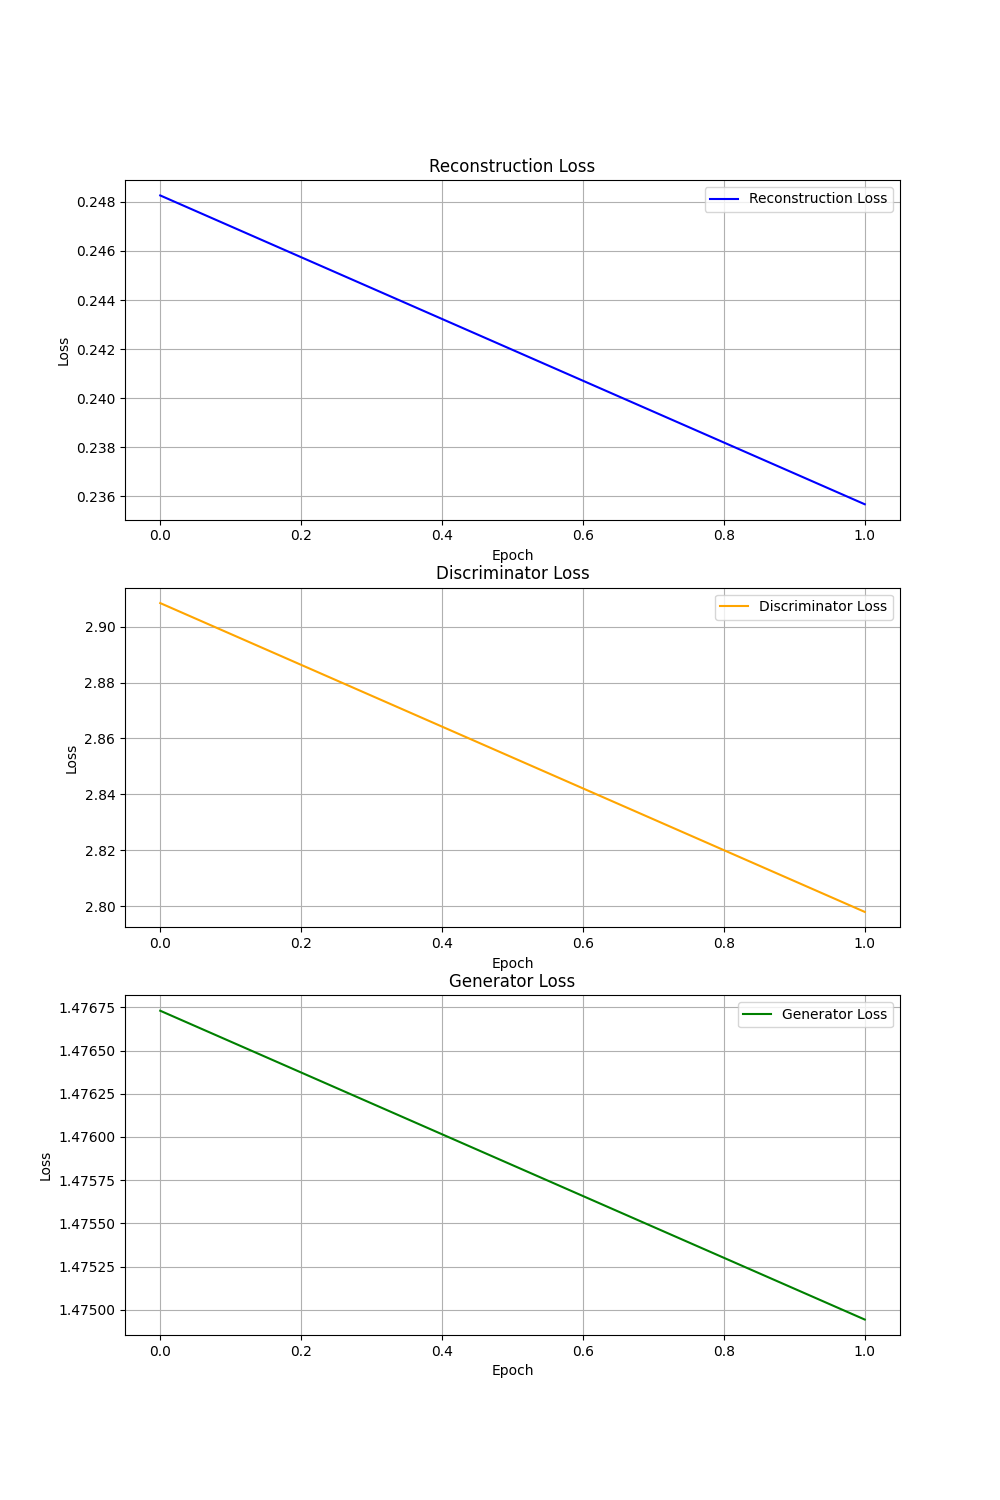 Reconstruction Loss
Reconstruction Loss
0.248
0.246
0.244
0.242
0.240
0.238
0.236
Loss
0.0 0.2 0.4 0.6 0.8 1.0
Epoch
Discriminator Loss
Discriminator Loss
2.90
2.88
2.86
2.84
2.82
2.80
Loss
0.0 0.2 0.4 0.6 0.8 1.0
Epoch
Generator Loss
Generator Loss
1.47675
1.47650
1.47625
1.47600
1.47575
1.47550
1.47525
1.47500
Loss
0.0 0.2 0.4 0.6 0.8 1.0
Epoch